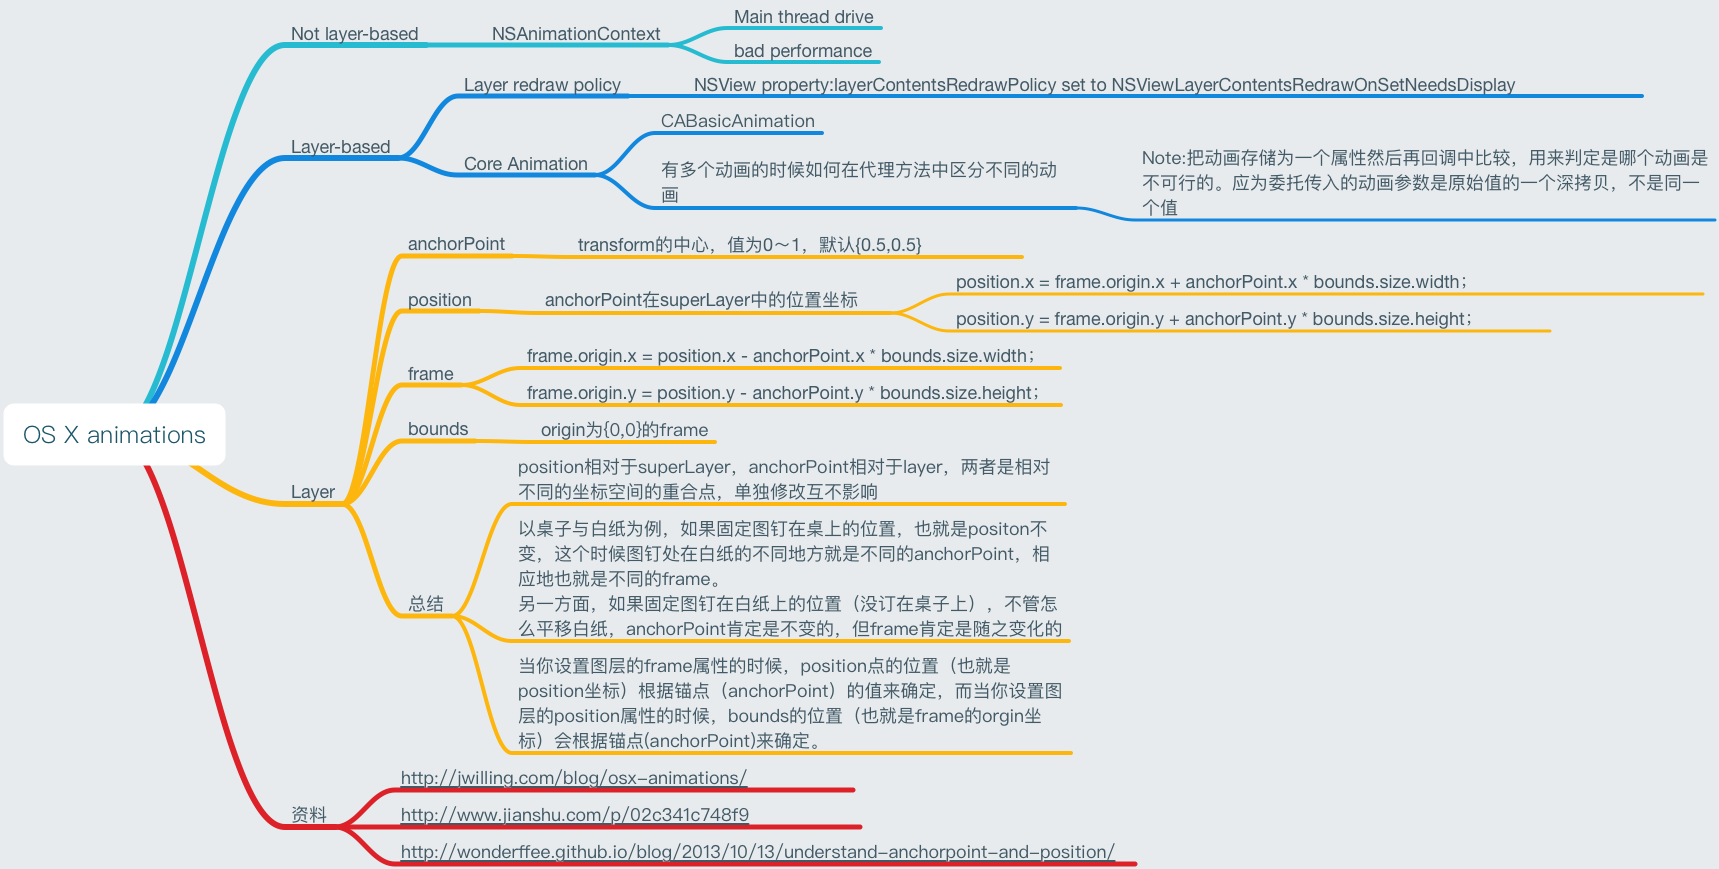 OS X animations
Not layer-based
NSAnimationContext
Main thread drive
bad performance
Layer-based
Layer redraw policy
NSView property:layerContentsRedrawPolicy set to NSViewLayerContentsRedrawOnSetNeedsDisplay
Core Animation
CABasicAnimation
有多个动画的时候如何在代理方法中区分不同的动
画
Note:把动画存储为一个属性然后再回调中比较，用来判定是哪个动画是
不可行的。应为委托传入的动画参数是原始值的一个深拷贝，不是同一
个值
Layer
anchorPoint
transform的中心，值为0～1，默认{0.5,0.5}
position
anchorPoint在superLayer中的位置坐标
position.x = frame.origin.x + anchorPoint.x * bounds.size.width；
position.y = frame.origin.y + anchorPoint.y * bounds.size.height；
frame
frame.origin.x = position.x - anchorPoint.x * bounds.size.width；
frame.origin.y = position.y - anchorPoint.y * bounds.size.height；
bounds
origin为{0,0}的frame
总结
position相对于superLayer，anchorPoint相对于layer，两者是相对
不同的坐标空间的重合点，单独修改互不影响
以桌子与白纸为例，如果固定图钉在桌上的位置，也就是positon不
变，这个时候图钉处在白纸的不同地方就是不同的anchorPoint，相
应地也就是不同的frame。
另一方面，如果固定图钉在白纸上的位置（没订在桌子上），不管怎
么平移白纸，anchorPoint肯定是不变的，但frame肯定是随之变化的
当你设置图层的frame属性的时候，position点的位置（也就是
position坐标）根据锚点（anchorPoint）的值来确定，而当你设置图
层的position属性的时候，bounds的位置（也就是frame的orgin坐
标）会根据锚点(anchorPoint)来确定。
资料
http://jwilling.com/blog/osx-animations/
http://www.jianshu.com/p/02c341c748f9
http://wonderffee.github.io/blog/2013/10/13/understand-anchorpoint-and-position/